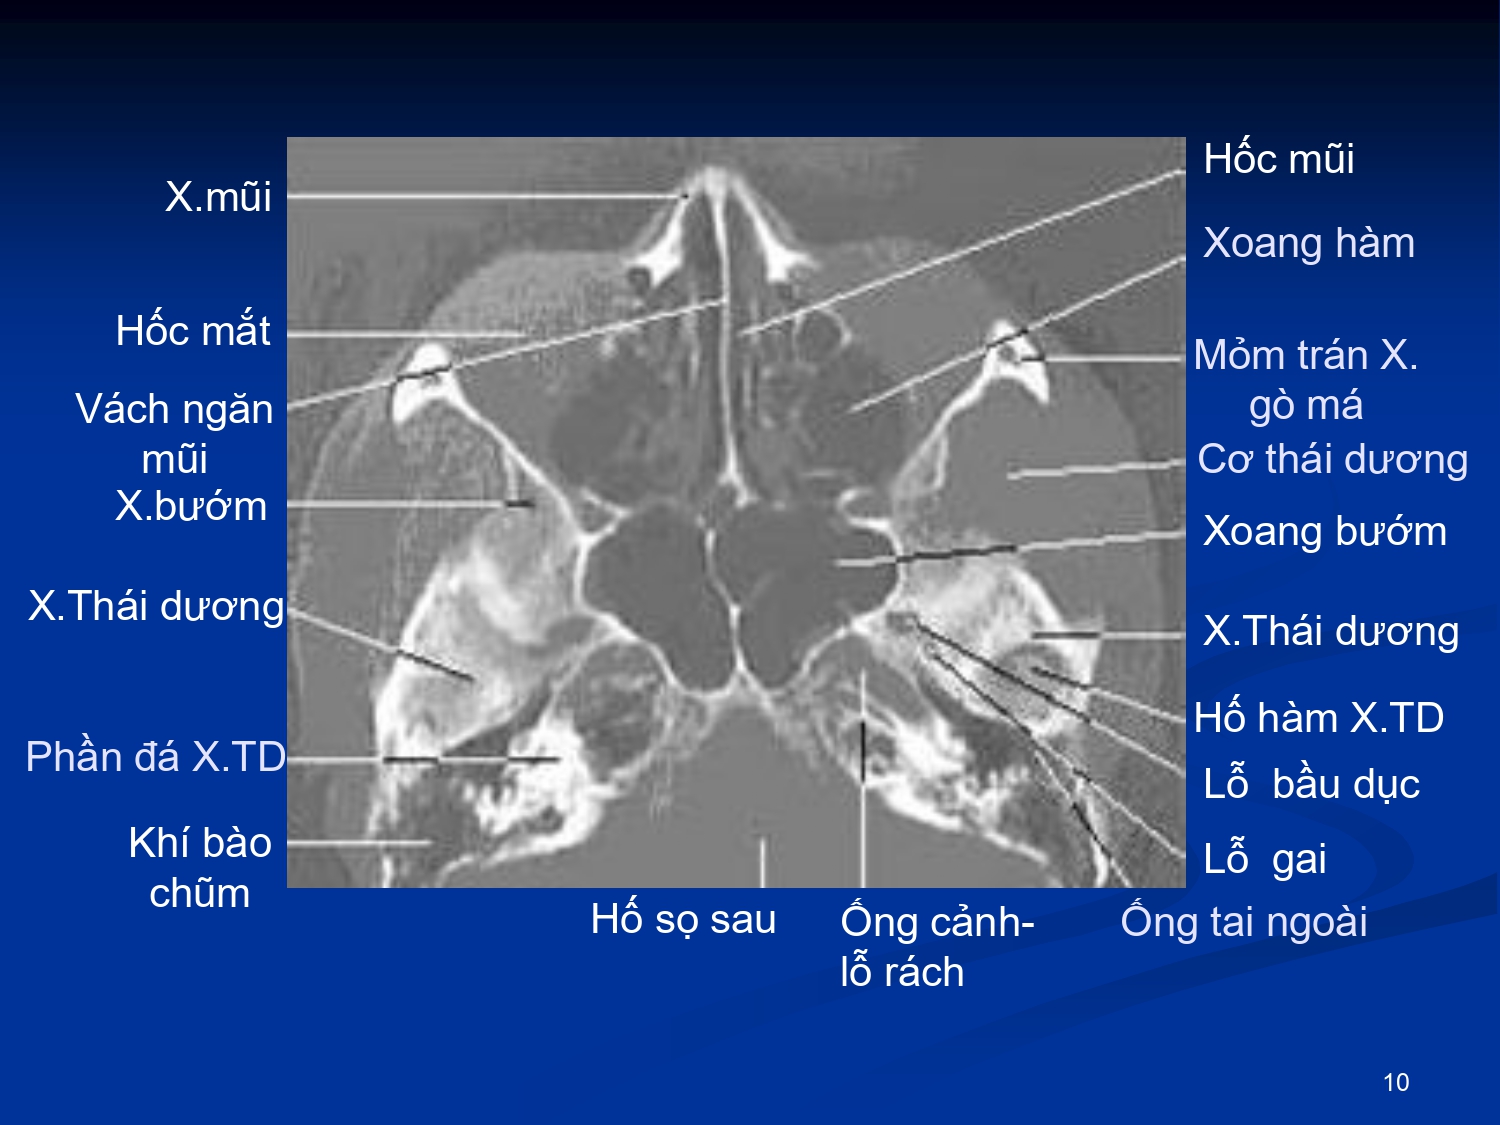 X.mũi
Hốc mắt
Vách ngăn
mũi
X.bướm
X.Thái dương
Phần đá X.TD
Khí bào
chũm
Hốc mũi
Xoang hàm
Mỏm trán X.
gò má
Cơ thái dương
Xoang bướm
X.Thái dương
Hố hàm X.TD
Lỗ bầu dục
Lỗ gai
Hố sọ sau
Ống cảnh-
lỗ rách
Ống tai ngoài
10